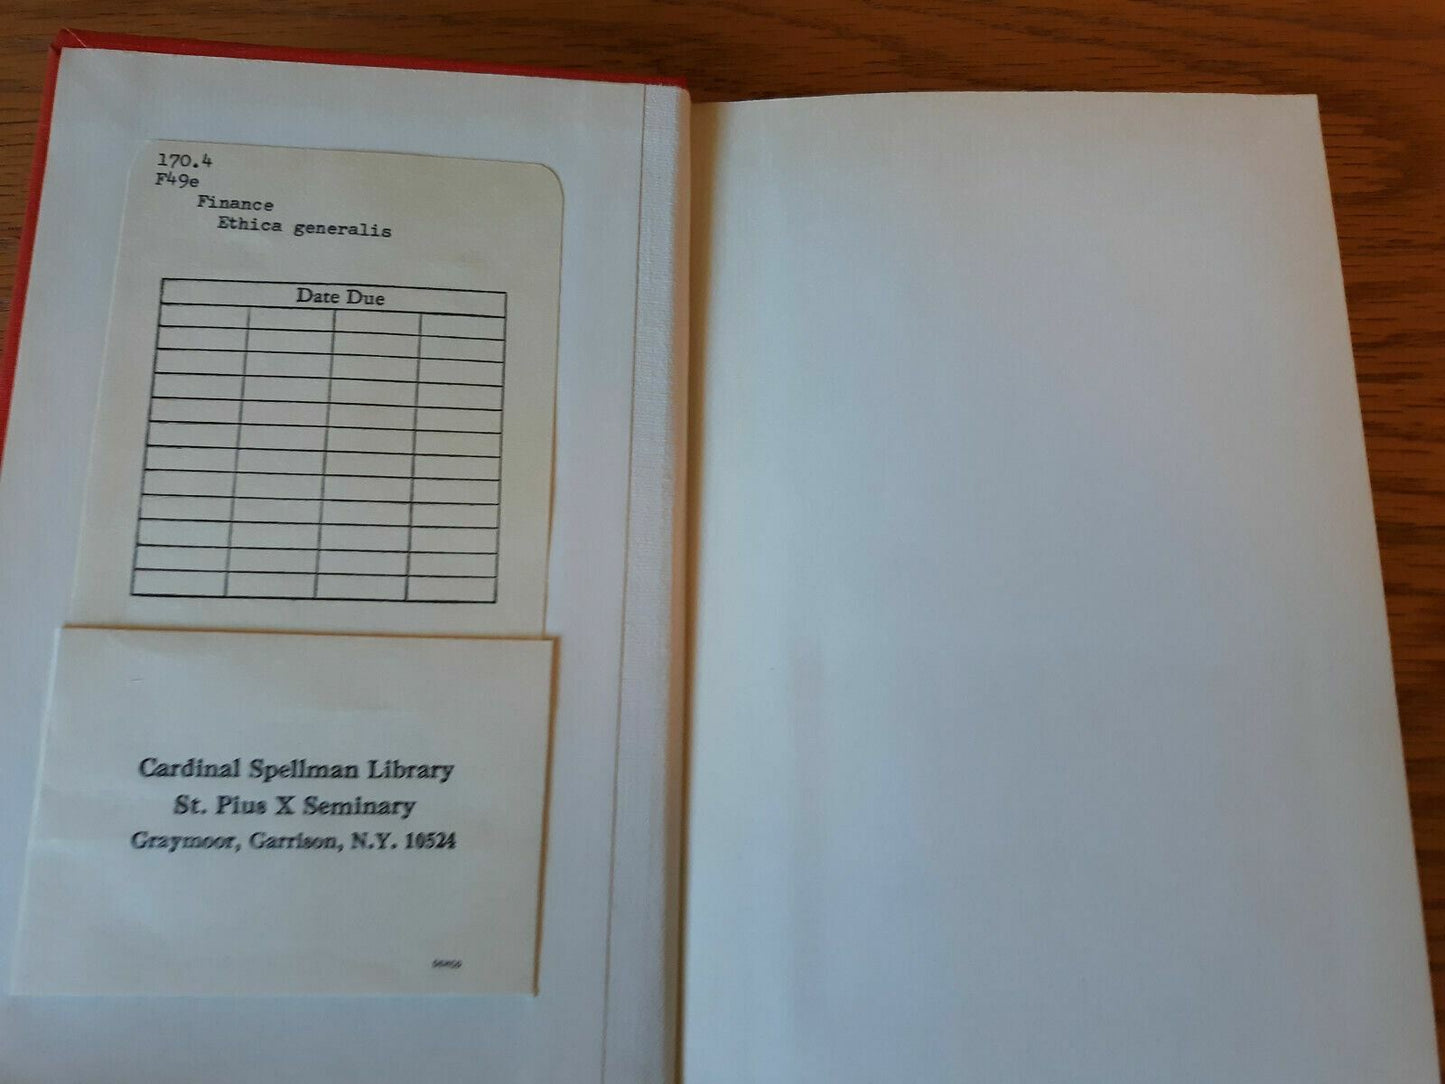 170.4
F49e
Finance
Ethica generalis
Date Due
Cardinal Spellman Library
St. Pius X Seminary
Graymoor, Garrison, N.Y. 10524